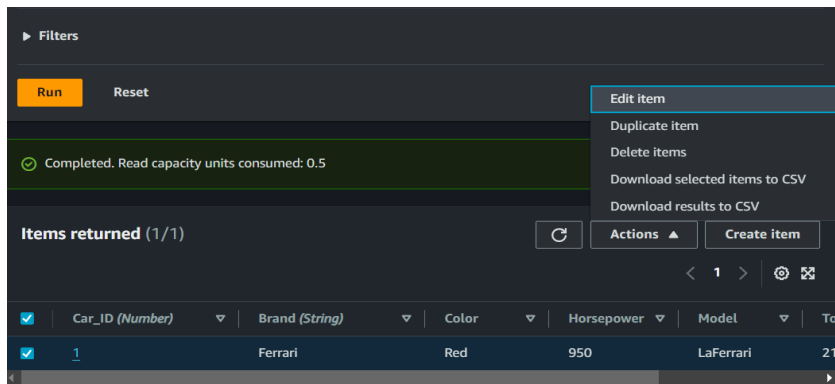 Filters
Run Reset
Edit item
Duplicate item
Delete items
Download selected items to CSV
Download results to CSV
Completed. Read capacity units consumed: 0.5
Items returned (1/1)
Actions Create item
1
Car_ID (Number) Brand (String) Color Horsepower Model
1 Ferrari Red 950 LaFerrari